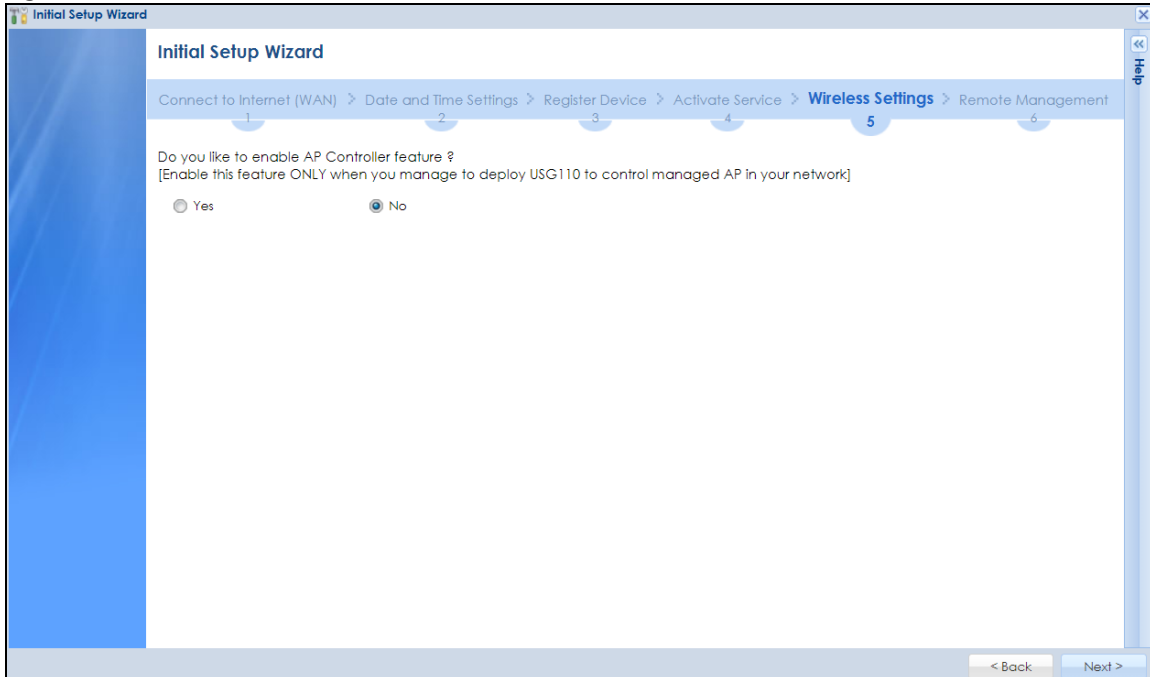 Initial Setup Wizard
Help
Initial Setup Wizard
Connect to Internet (WAN) > Date and Time Settings > Register Device > Activate Service > Wireless Settings > Remote Management
1 2 3 4 5 6
Do you like to enable AP Controller feature ?
[Enable this feature ONLY when you manage to deploy USG110 to control managed AP in your network]
Yes No
< Back Next >